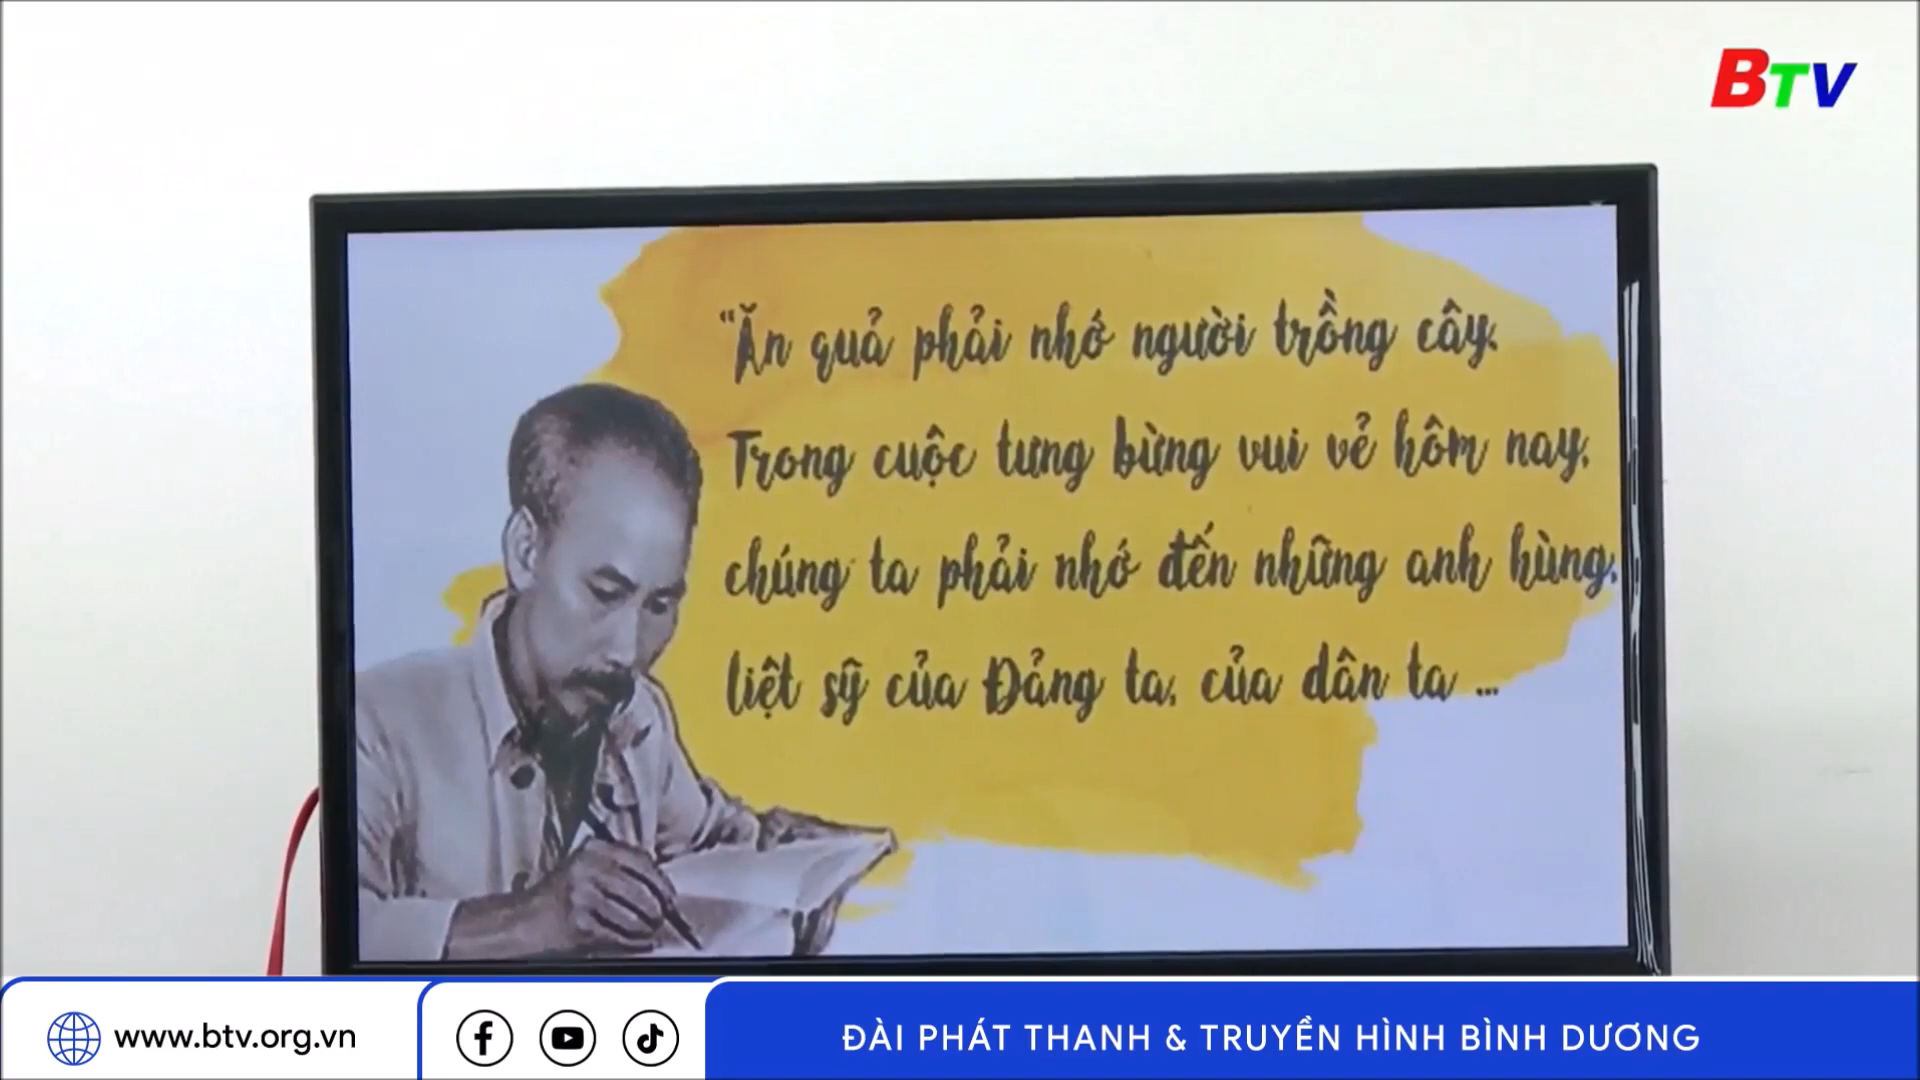 BTV
"Ăn quả phải nhớ người trồng cây.
Trong cuộc tưng bừng vui vẻ hôm nay,
chúng ta phải nhớ đến những anh hùng,
liệt sỹ của Đảng ta, của dân ta ...
www.btv.org.vn
ĐÀI PHÁT THANH & TRUYỀN HÌNH BÌNH DƯƠNG